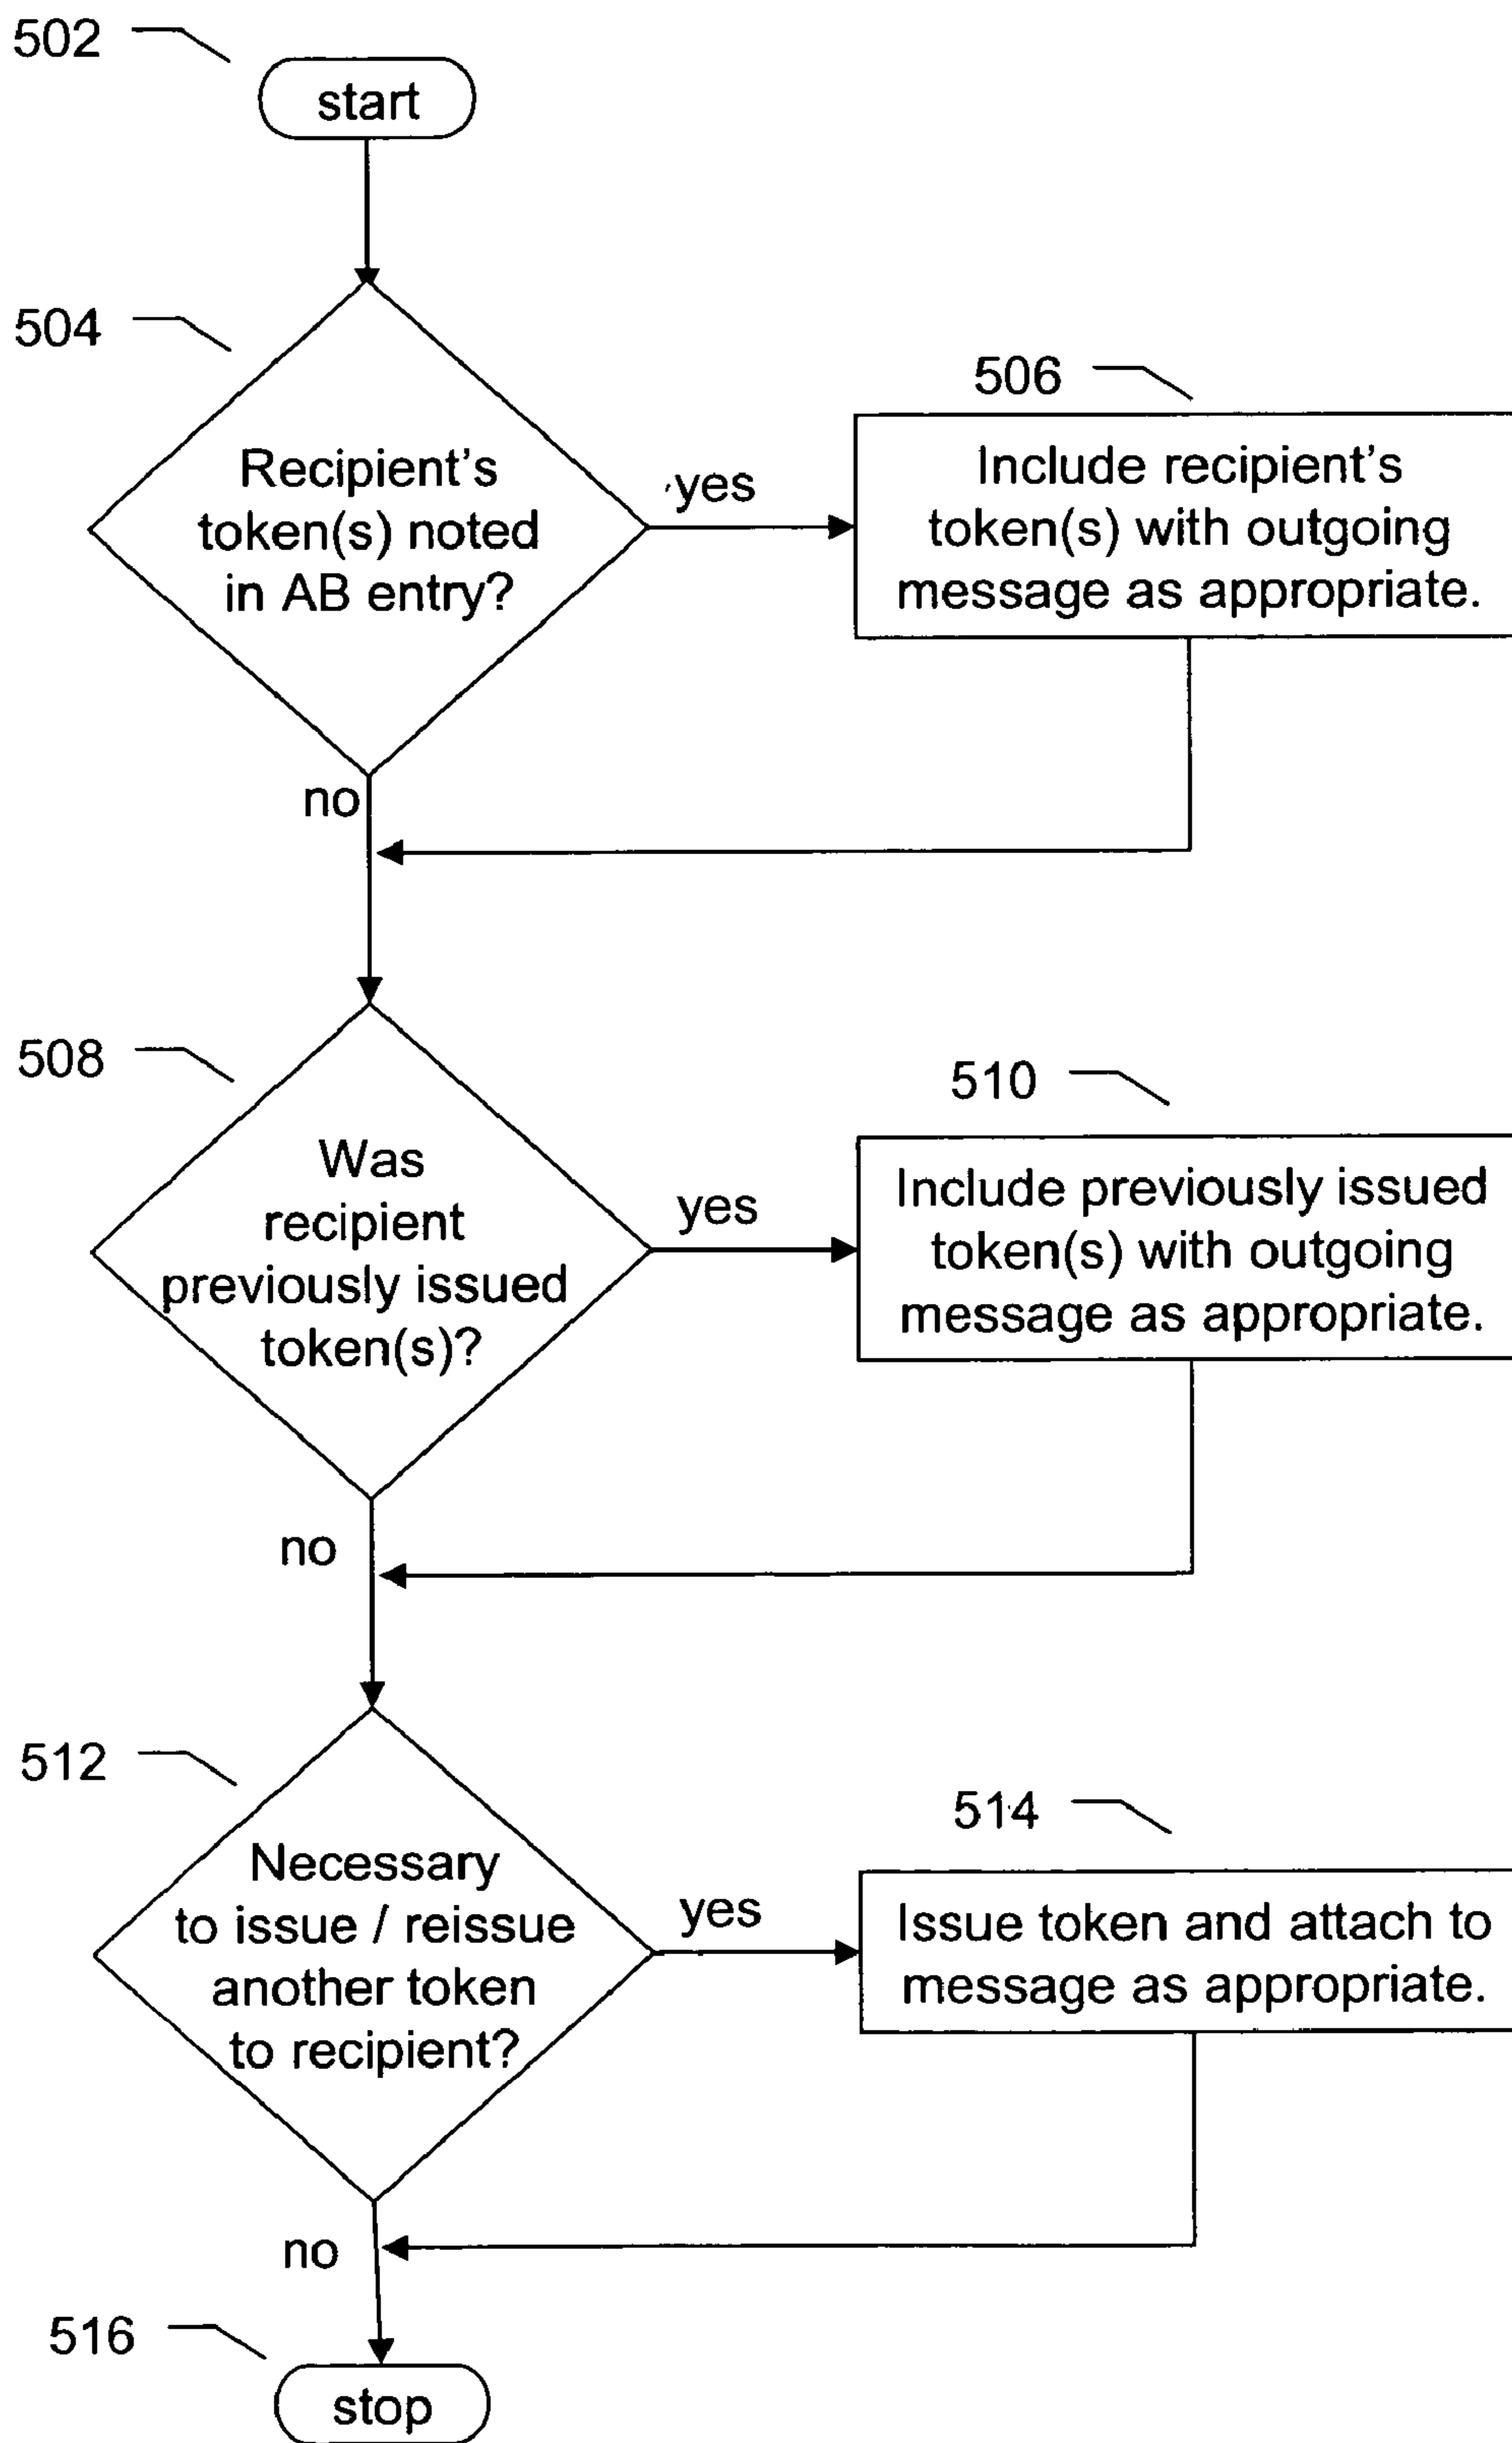 502
start
504
Recipient's
token(s) noted
in AB entry?
yes
506
Include recipient's
token(s) with outgoing
message as appropriate.
no
508
Was
recipient
previously issued
token(s)?
yes
510
Include previously issued
token(s) with outgoing
message as appropriate.
no
512
Necessary
to issue / reissue
another token
to recipient?
yes
514
Issue token and attach to
message as appropriate.
no
516
stop